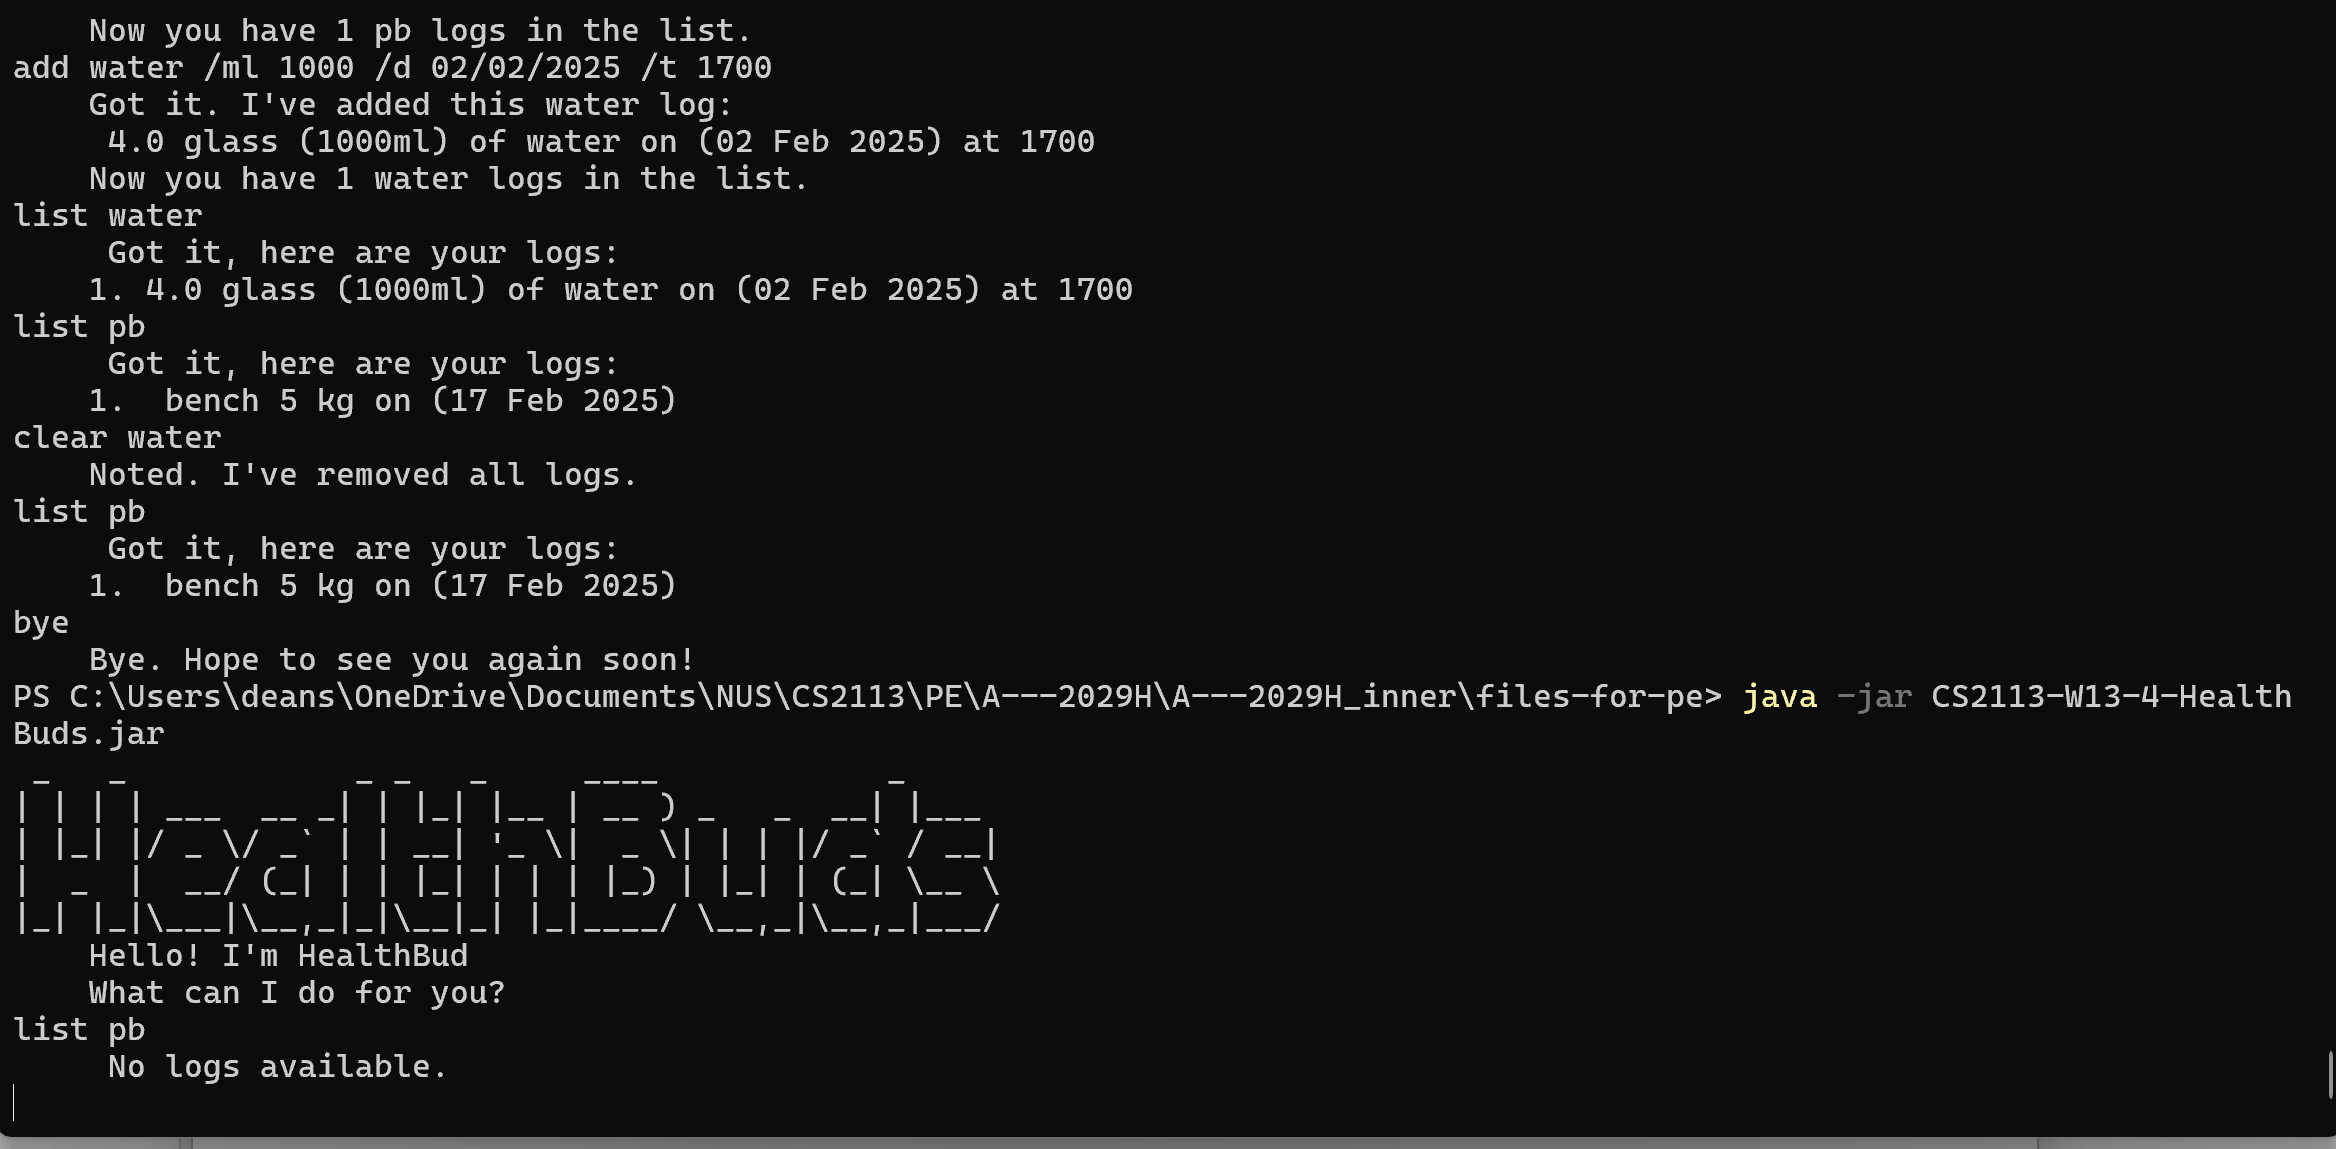 Now you have 1 pb logs in the list.
add water /ml 1000 /d 02/02/2025 /t 1700
Got it. I've added this water log:
4.0 glass (1000ml) of water on (02 Feb 2025) at 1700
Now you have 1 water logs in the list.
list water
Got it, here are your logs:
1. 4.0 glass (1000ml) of water on (02 Feb 2025) at 1700
list pb
Got it, here are your logs:
1.  bench 5 kg on (17 Feb 2025)
clear water
Noted. I've removed all logs.
list pb
Got it, here are your logs:
1.  bench 5 kg on (17 Feb 2025)
bye
Bye. Hope to see you again soon!
PS C:\Users\deans\OneDrive\Documents\NUS\CS2113\PE\A---2029H\A---2029H_inner\files-for-pe> java -jar CS2113-W13-4-Health
Buds.jar
HealthBuds
Hello! I'm HealthBud
What can I do for you?
list pb
No logs available.